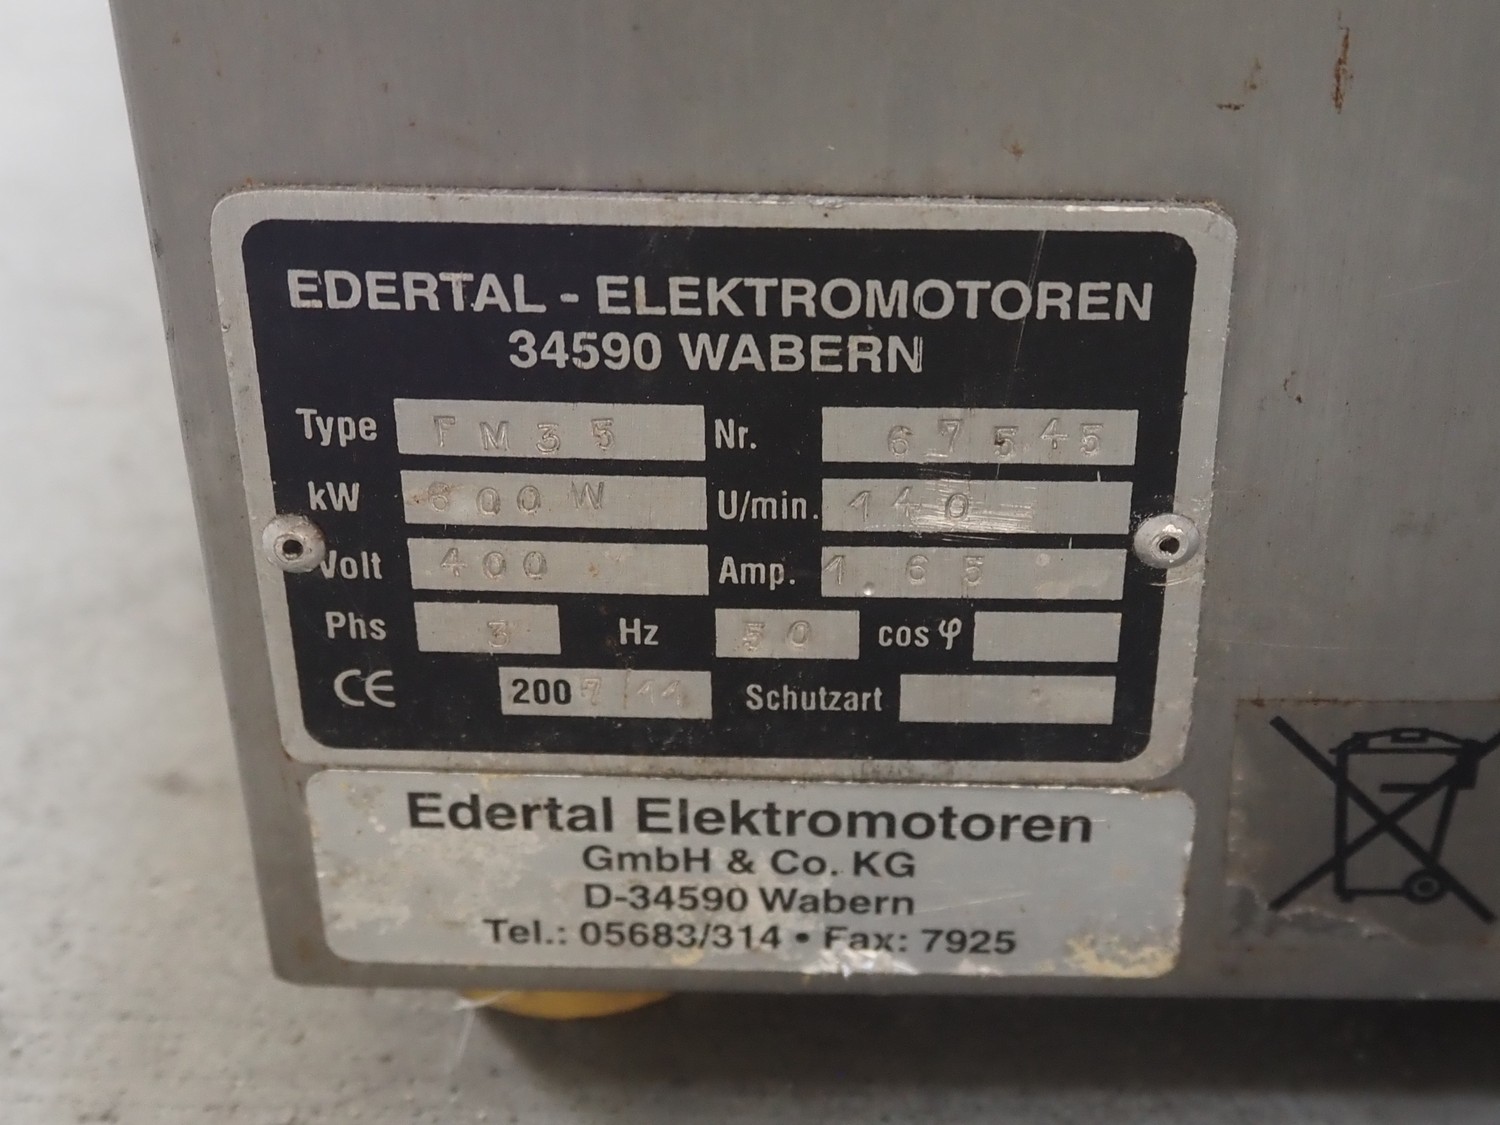 EDERTAL - ELEKTROMOTOREN
34590 WABERN
Type FM35 Nr. 67545
kW 600W U/min. 140
Volt 400 Amp. 1.65
Phs 3 Hz 50 cos φ
CE 2007/11 Schutzart
Edertal Elektromotoren
GmbH & Co. KG
D-34590 Wabern
Tel.: 05683/314 • Fax: 7925